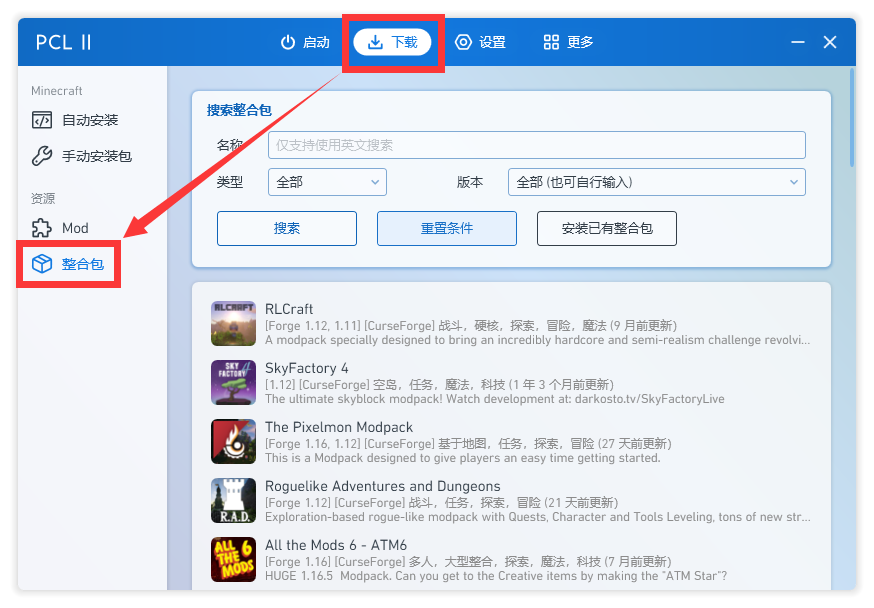 PCL II
启动
下载
设置
更多
Minecraft
自动安装
手动安装包
资源
Mod
整合包
搜索整合包
名称
仅支持使用英文搜索
类型
全部
版本
全部 (也可自行输入)
搜索
重置条件
安装已有整合包
RLCRAFT
RLCraft
[Forge 1.12, 1.11] [CurseForge] 战斗，硬核，探索，冒险，魔法 (9 月前更新)
A modpack specially designed to bring an incredibly hardcore and semi-realism challenge revolvi...
SKY
FACTORY 4
SkyFactory 4
[1.12] [CurseForge] 空岛，任务，魔法，科技 (1 年 3 个月前更新)
The ultimate skyblock modpack! Watch development at: darkosto.tv/SkyFactoryLive
The Pixelmon Modpack
[Forge 1.16, 1.12] [CurseForge] 基于地图，任务，探索，冒险 (27 天前更新)
This is a Modpack designed to give players an easy time getting started.
R.A.D.
Roguelike Adventures and Dungeons
[Forge 1.12] [CurseForge] 战斗，任务，探索，冒险 (21 天前更新)
Exploration-based rogue-like modpack with Quests, Character and Tools Leveling, tons of new str...
ALL 6
THE
MODS
All the Mods 6 - ATM6
[Forge 1.16] [CurseForge] 多人，大型整合，探索，魔法，科技 (7 月前更新)
HUGE 1.16.5 Modpack. Can you get to the Creative items by making the "ATM Star"?